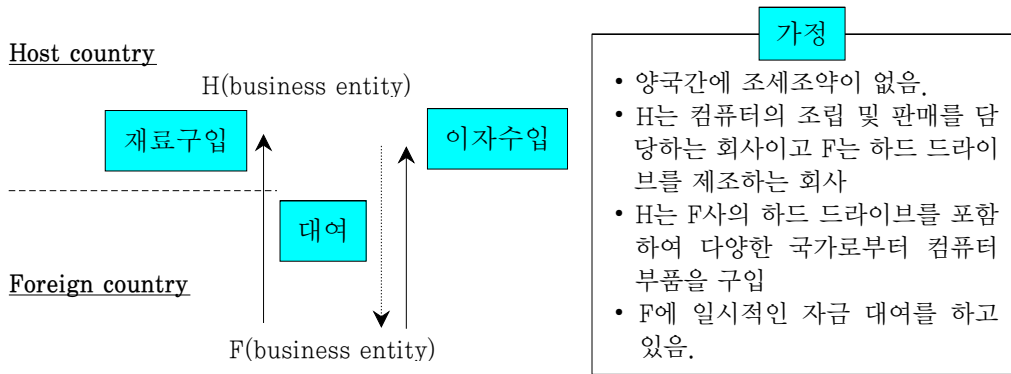 Host country
H(business entity)
재료구입
이자수입
대여
Foreign country
F(business entity)
가정
• 양국간에 조세조약이 없음.
• H는 컴퓨터의 조립 및 판매를 담
당하는 회사이고 F는 하드 드라이
브를 제조하는 회사
• H는 F사의 하드 드라이브를 포함
하여 다양한 국가로부터 컴퓨터
부품을 구입
• F에 일시적인 자금 대여를 하고
있음.